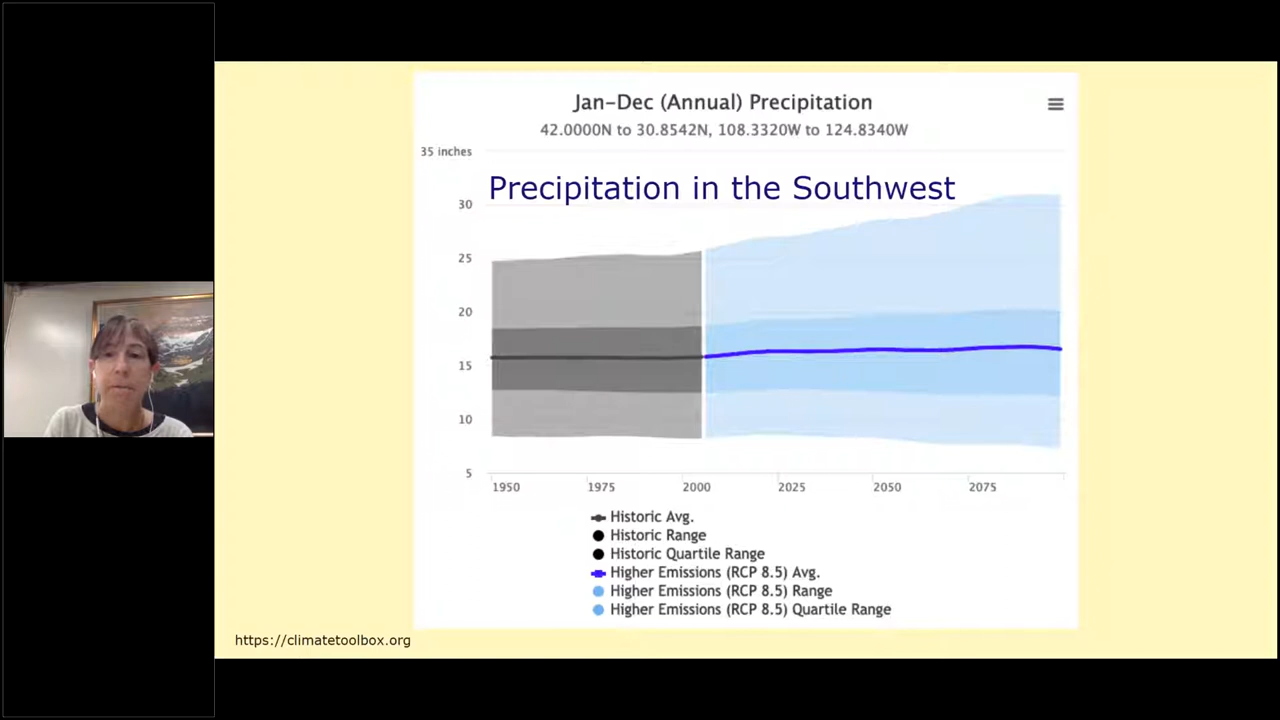 Jan-Dec (Annual) Precipitation
42.0000N to 30.8542N, 108.3320W to 124.8340W
35 inches
Precipitation in the Southwest
30
25
20
15
10
5
1950 1975 2000 2025 2050 2075
Historic Avg.
Historic Range
Historic Quartile Range
Higher Emissions (RCP 8.5) Avg.
Higher Emissions (RCP 8.5) Range
Higher Emissions (RCP 8.5) Quartile Range
https://climatetoolbox.org